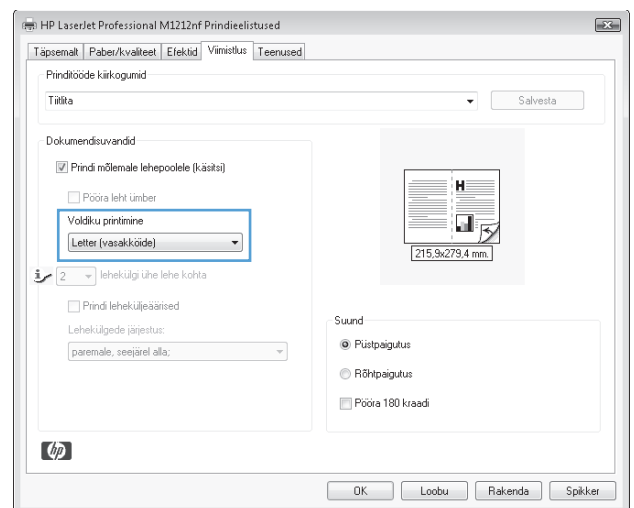 HP LaserJet Professional M1212nf Prindieelistused
Täpsemalt Paber/kvaliteet Efektid Viimistlus Teenused
Prinditööde kiirkogumid
Tiitlita
Salvesta
Dokumendisuvandid
Prindi mõlemale lehepoolele (käsitsi)
Pööra leht ümber
Voldiku printimine
Letter (vasakköide)
2 lehekülgi ühe lehe kohta
Prindi leheküljeäärised
Lehekülgede järjestus:
paremale, seejärel alla;
H
215,9x279,4 mm.
Suund
Püstpaigutus
Rõhtpaigutus
Pööra 180 kraadi
hp
OK Loobu Rakenda Spikker